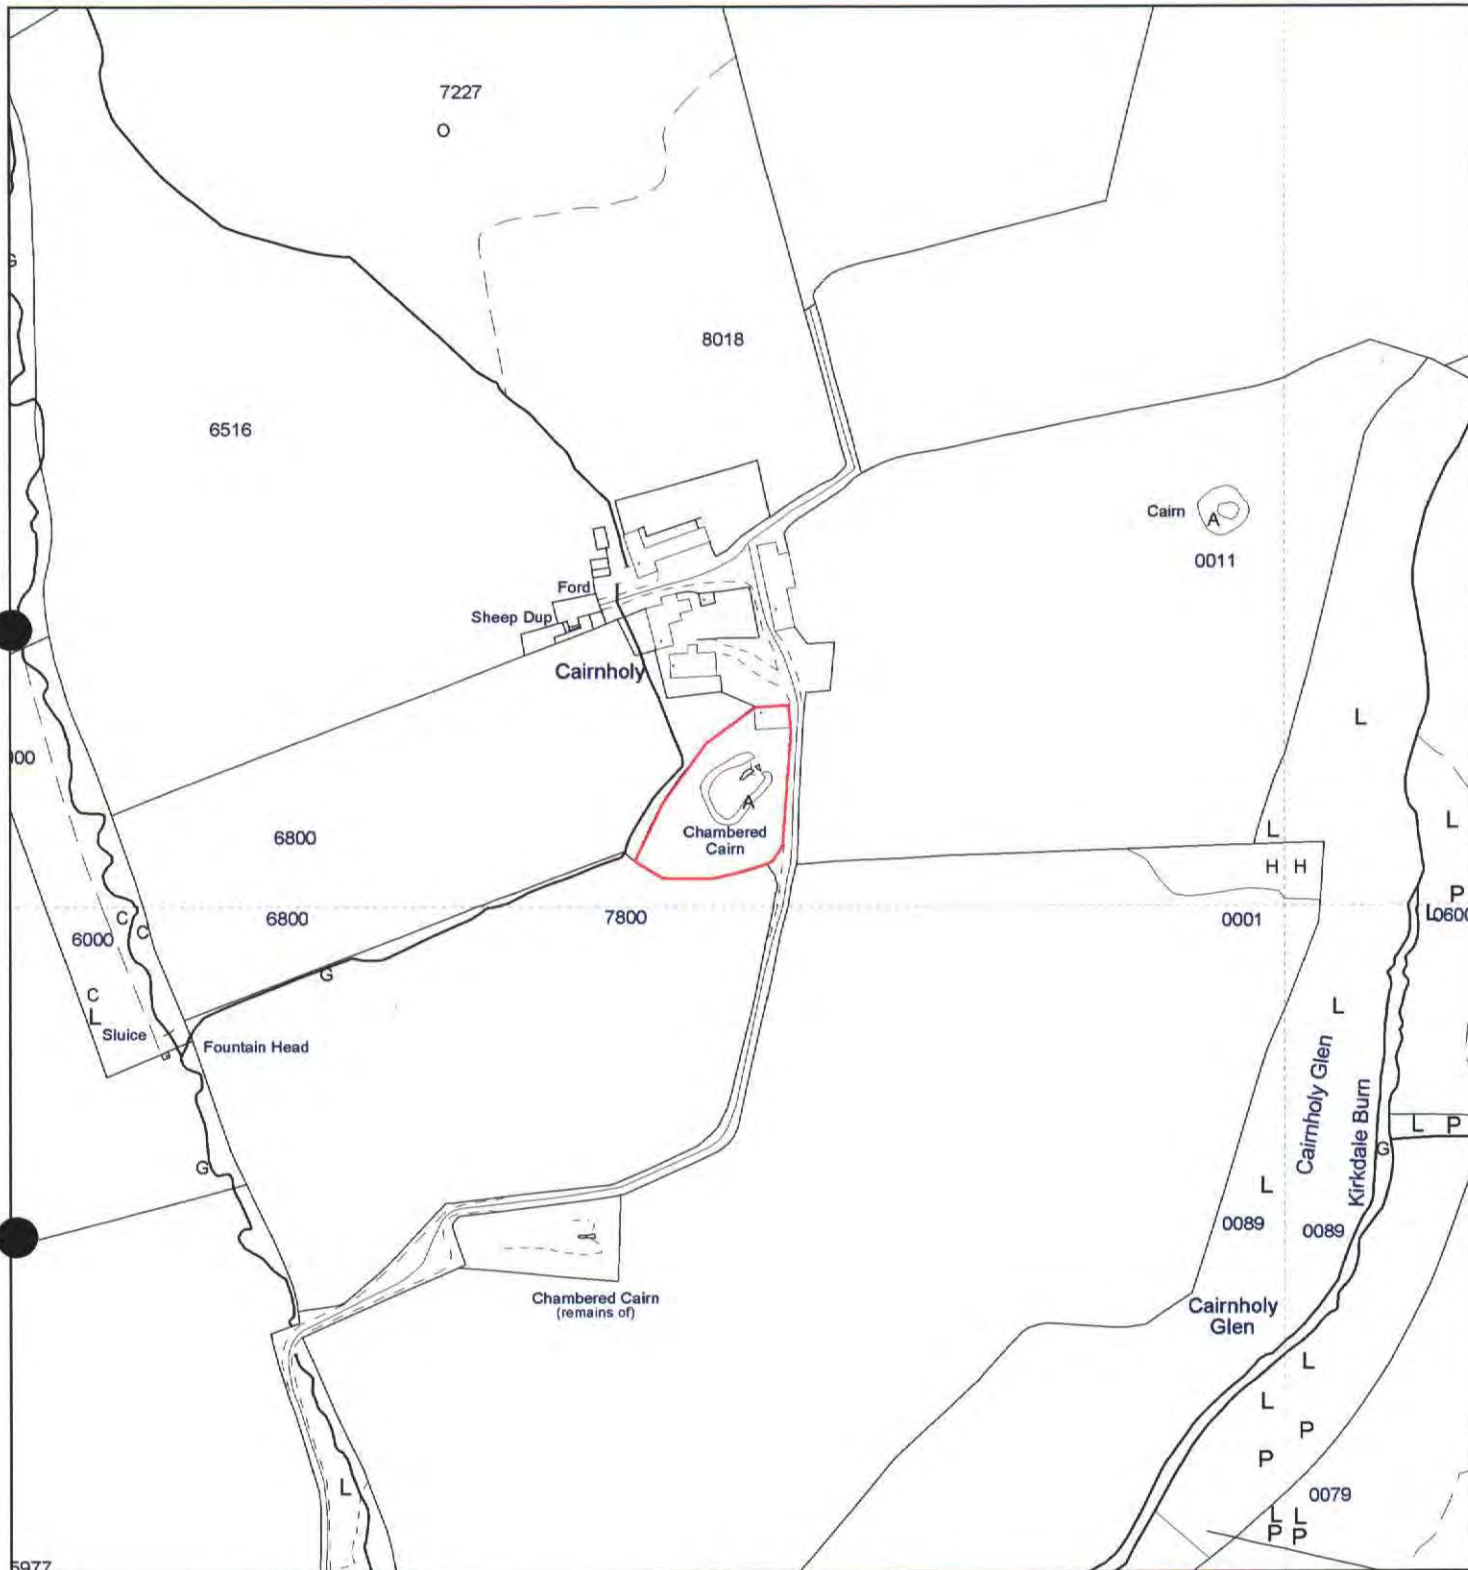 7227
O
8018
G
6516
Cairn
A
0011
Ford
Sheep Dup
Cairnholy
L
00
A
Chambered
Cairn
6800
L
L
H H
P
C
6800
7800
0001
L
060
C
6000
G
C
L
L
Sluice
Fountain Head
Cairnholy Glen
Kirkdale Burn
L P
G
G
L
0089
0089
Chambered Cairn
(remains of)
Cairnholy
Glen
L
L
P
P
L
0079
L L
P P
5977